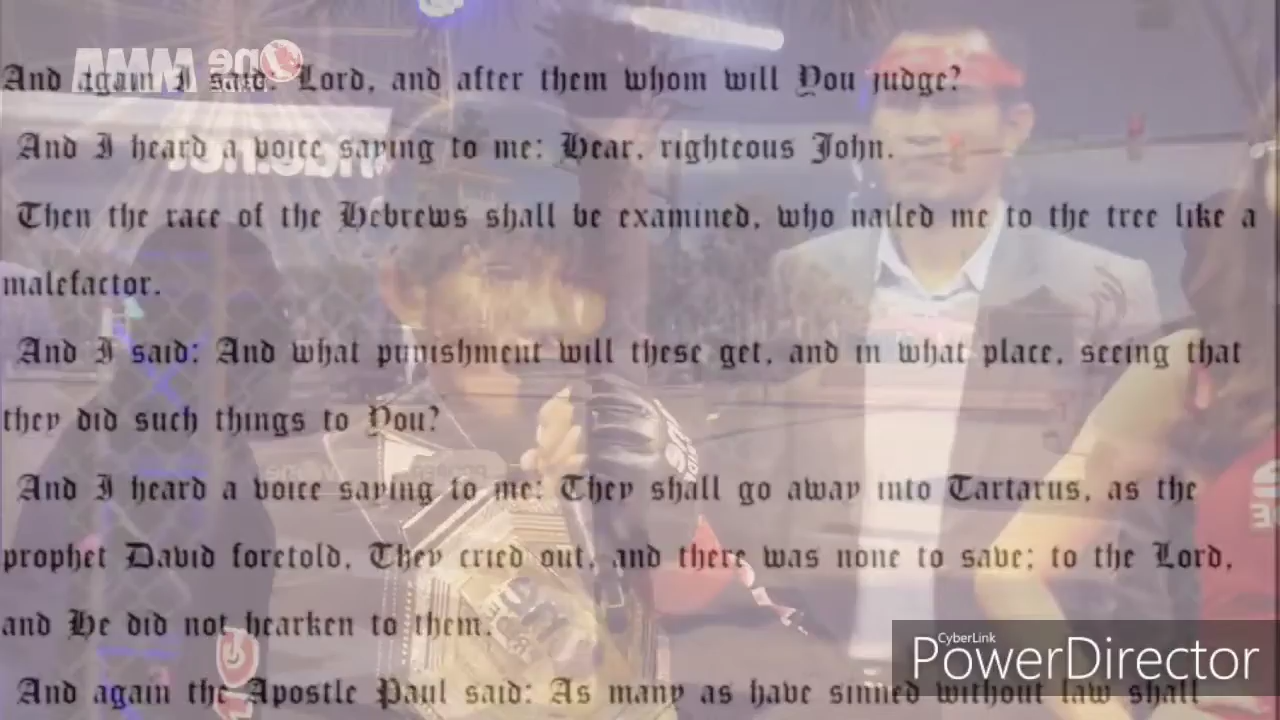 And again I said: Lord, and after them whom will You judge?
And I heard a voice saying to me: Hear, righteous John.
Then the race of the Hebrews shall be examined, who nailed me to the tree like a
malefactor.
And I said: And what punishment will these get, and in what place, seeing that
they did such things to You?
And I heard a voice saying to me: They shall go away into Tartarus, as the
prophet David foretold, They cried out, and there was none to save; to the Lord,
and He did not hearken to them.
And again the Apostle Paul said: As many as have sinned without law shall
AMMA
one
CyberLink
PowerDirector